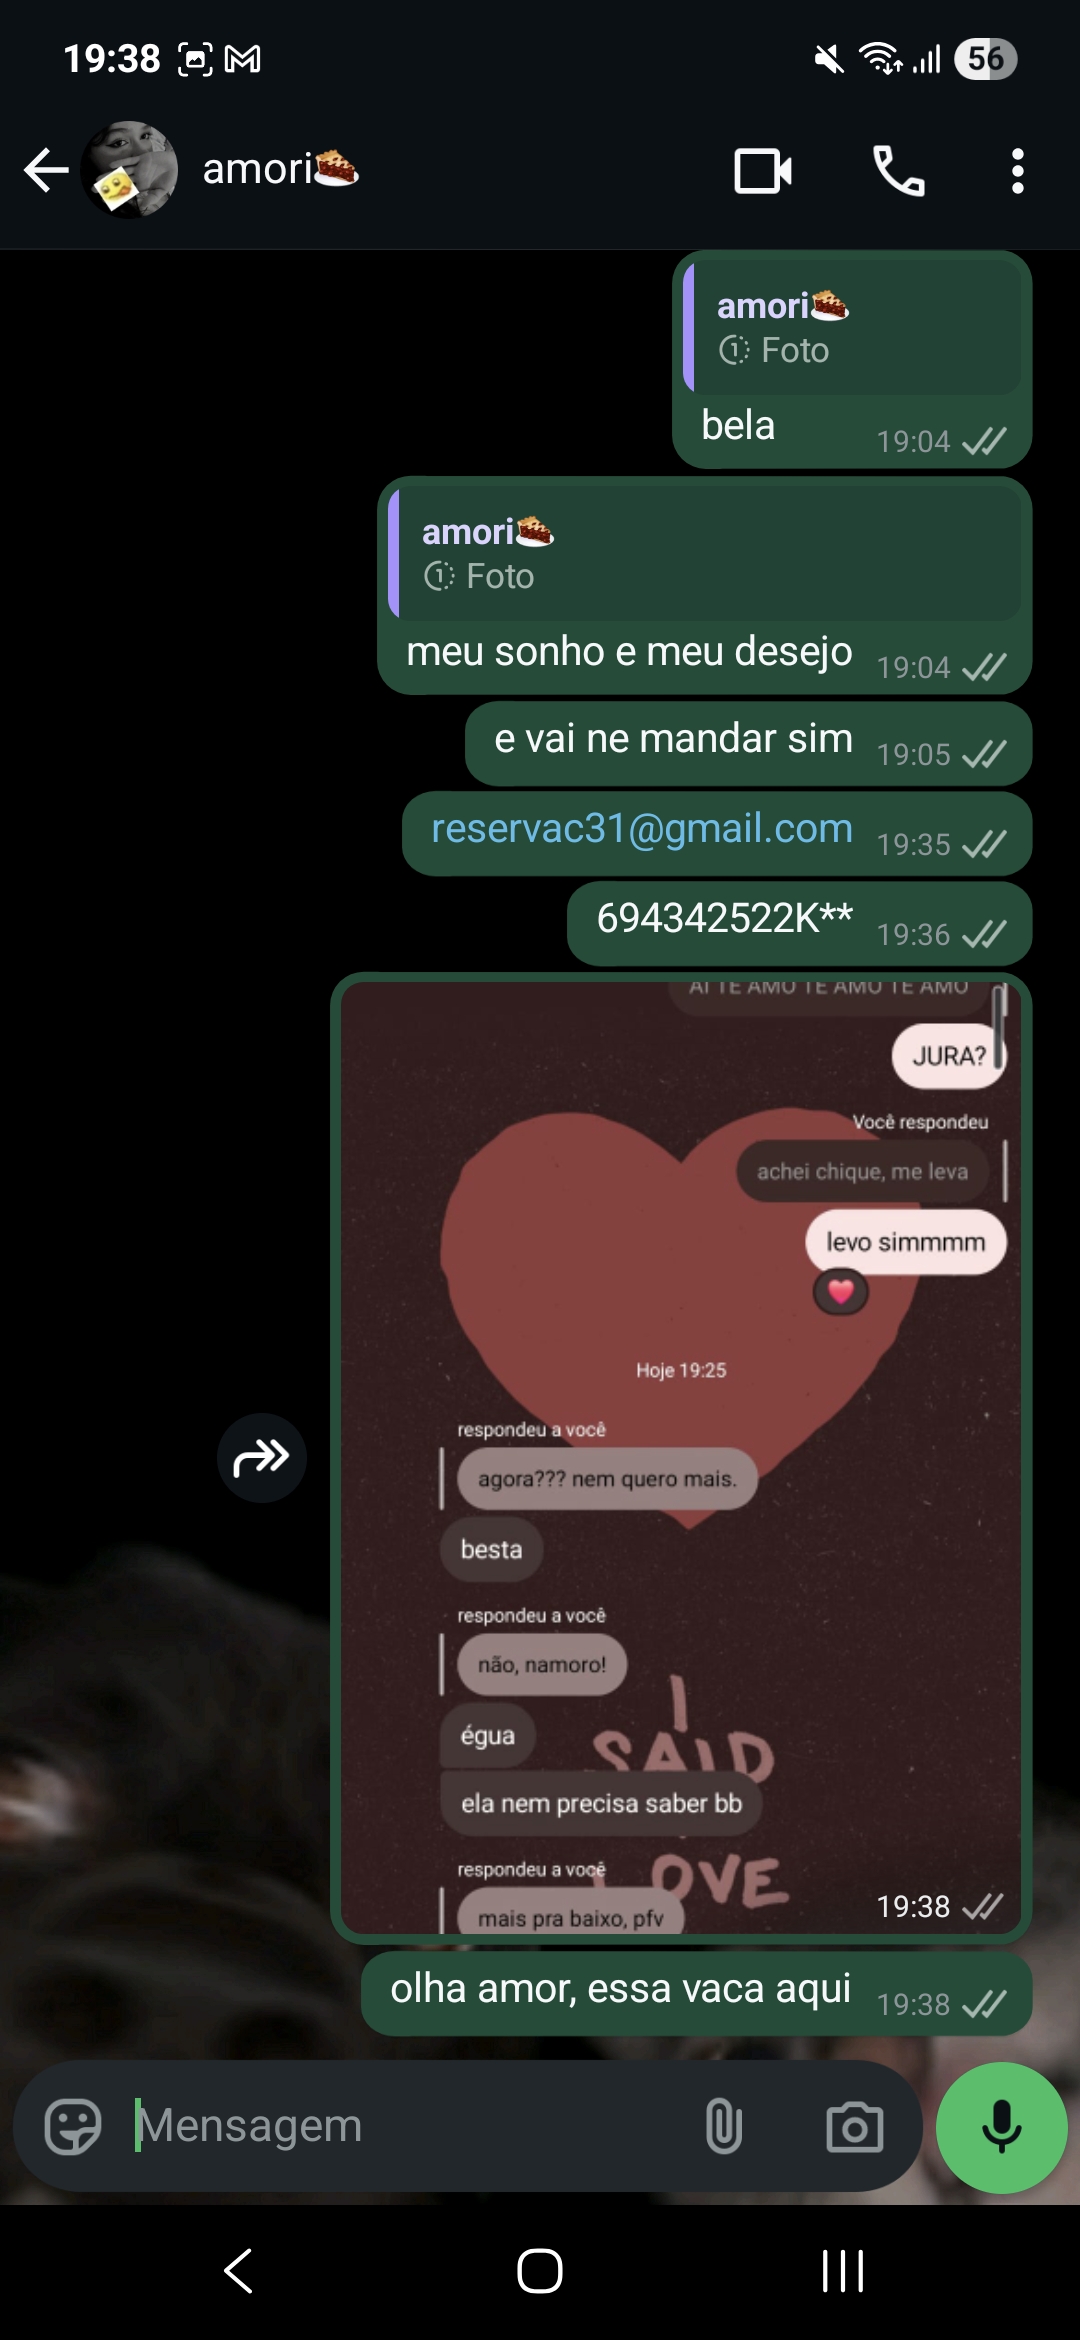 19:38
56
amori
amori
Foto
bela 19:04
amori
Foto
meu sonho e meu desejo 19:04
e vai ne mandar sim 19:05
reservac31@gmail.com 19:35
694342522K** 19:36
AI TE AMO TE AMO TE AMO
JURA?
Você respondeu
achei chique, me leva
levo simmmm
Hoje 19:25
respondeu a você
agora??? nem quero mais.
besta
respondeu a você
não, namoro!
égua
I
SAID
ela nem precisa saber bb
respondeu a você
OVE
mais pra baixo, pfv
19:38
olha amor, essa vaca aqui 19:38
Mensagem